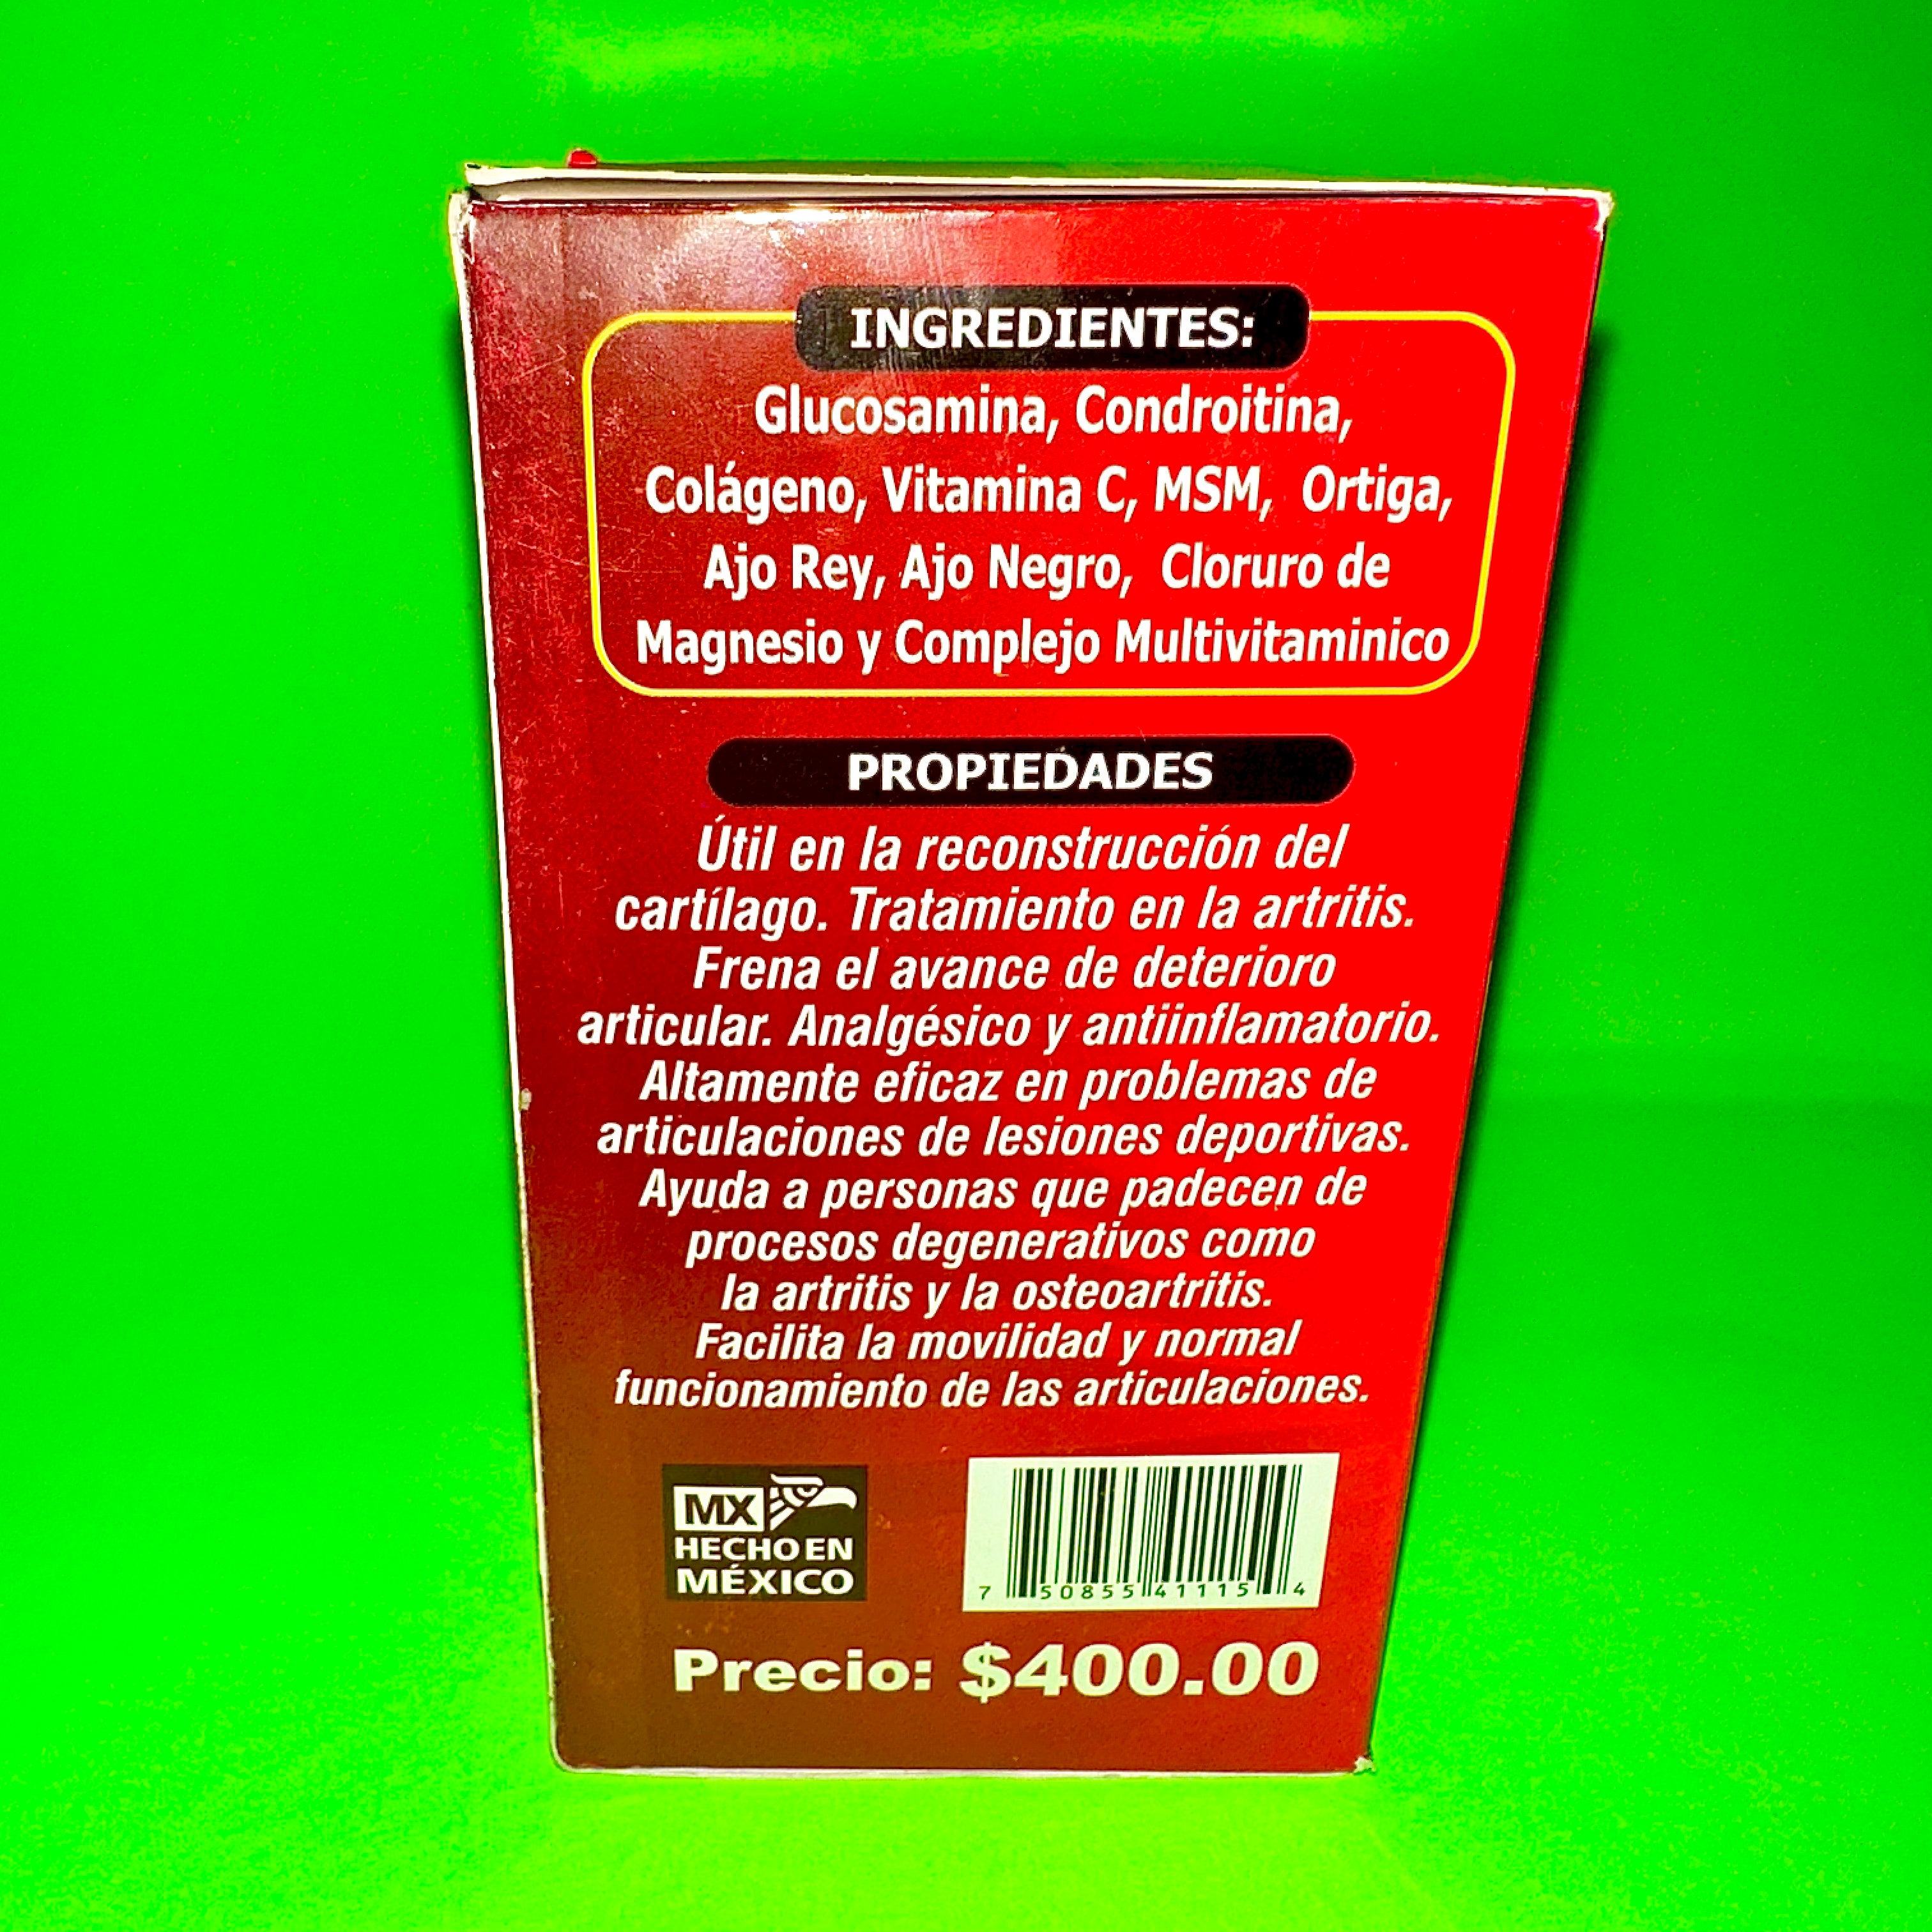 INGREDIENTES:
Glucosamina, Condroitina,
Colágeno, Vitamina C, MSM, Ortiga,
Ajo Rey, Ajo Negro, Cloruro de
Magnesio y Complejo Multivitaminico
PROPIEDADES
Útil en la reconstrucción del
cartílago. Tratamiento en la artritis.
Frena el avance de deterioro
articular. Analgésico y antiinflamatorio.
Altamente eficaz en problemas de
articulaciones de lesiones deportivas.
Ayuda a personas que padecen de
procesos degenerativos como
la artritis y la osteoartritis.
Facilita la movilidad y normal
funcionamiento de las articulaciones.
MX
HECHO EN
MÉXICO
7 508554 111541
Precio: $400.00